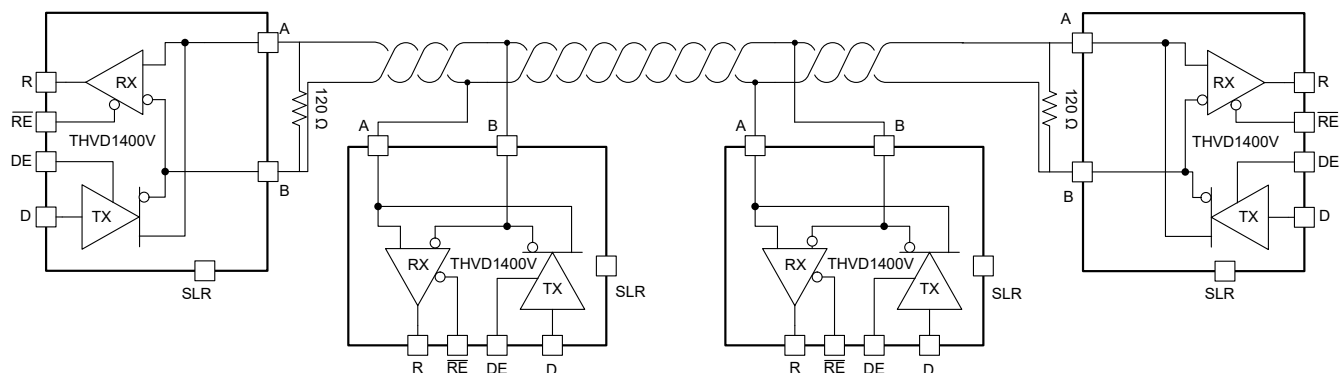 A
A
R
RX
RE
THVD1400V
DE
D
TX
B
SLR
120 Ω
A
B
RX
THVD1400V
TX
SLR
R
RE
DE
D
A
B
RX
THVD1400V
TX
SLR
R
RE
DE
D
120 Ω
RX
R
RE
THVD1400V
DE
B
TX
D
SLR